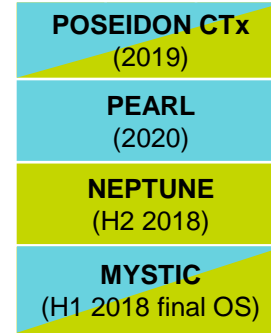 POSEIDON CTx
(2019)
PEARL
(2020)
NEPTUNE
(H2 2018)
MYSTIC
(H1 2018 final OS)